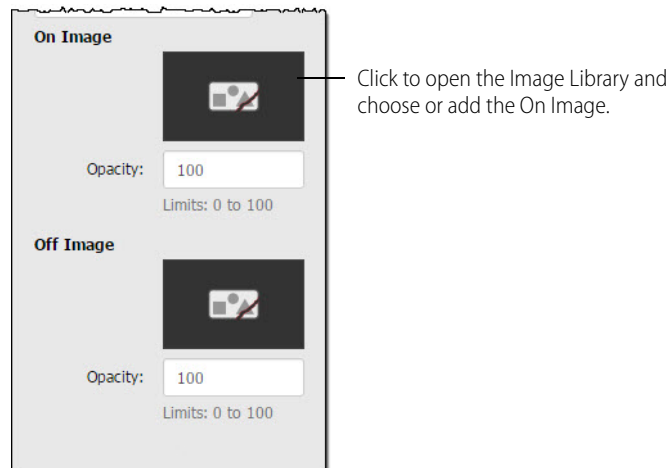 On Image
Click to open the Image Library and
choose or add the On Image.
Opacity: 100
Limits: 0 to 100
Off Image
Opacity: 100
Limits: 0 to 100